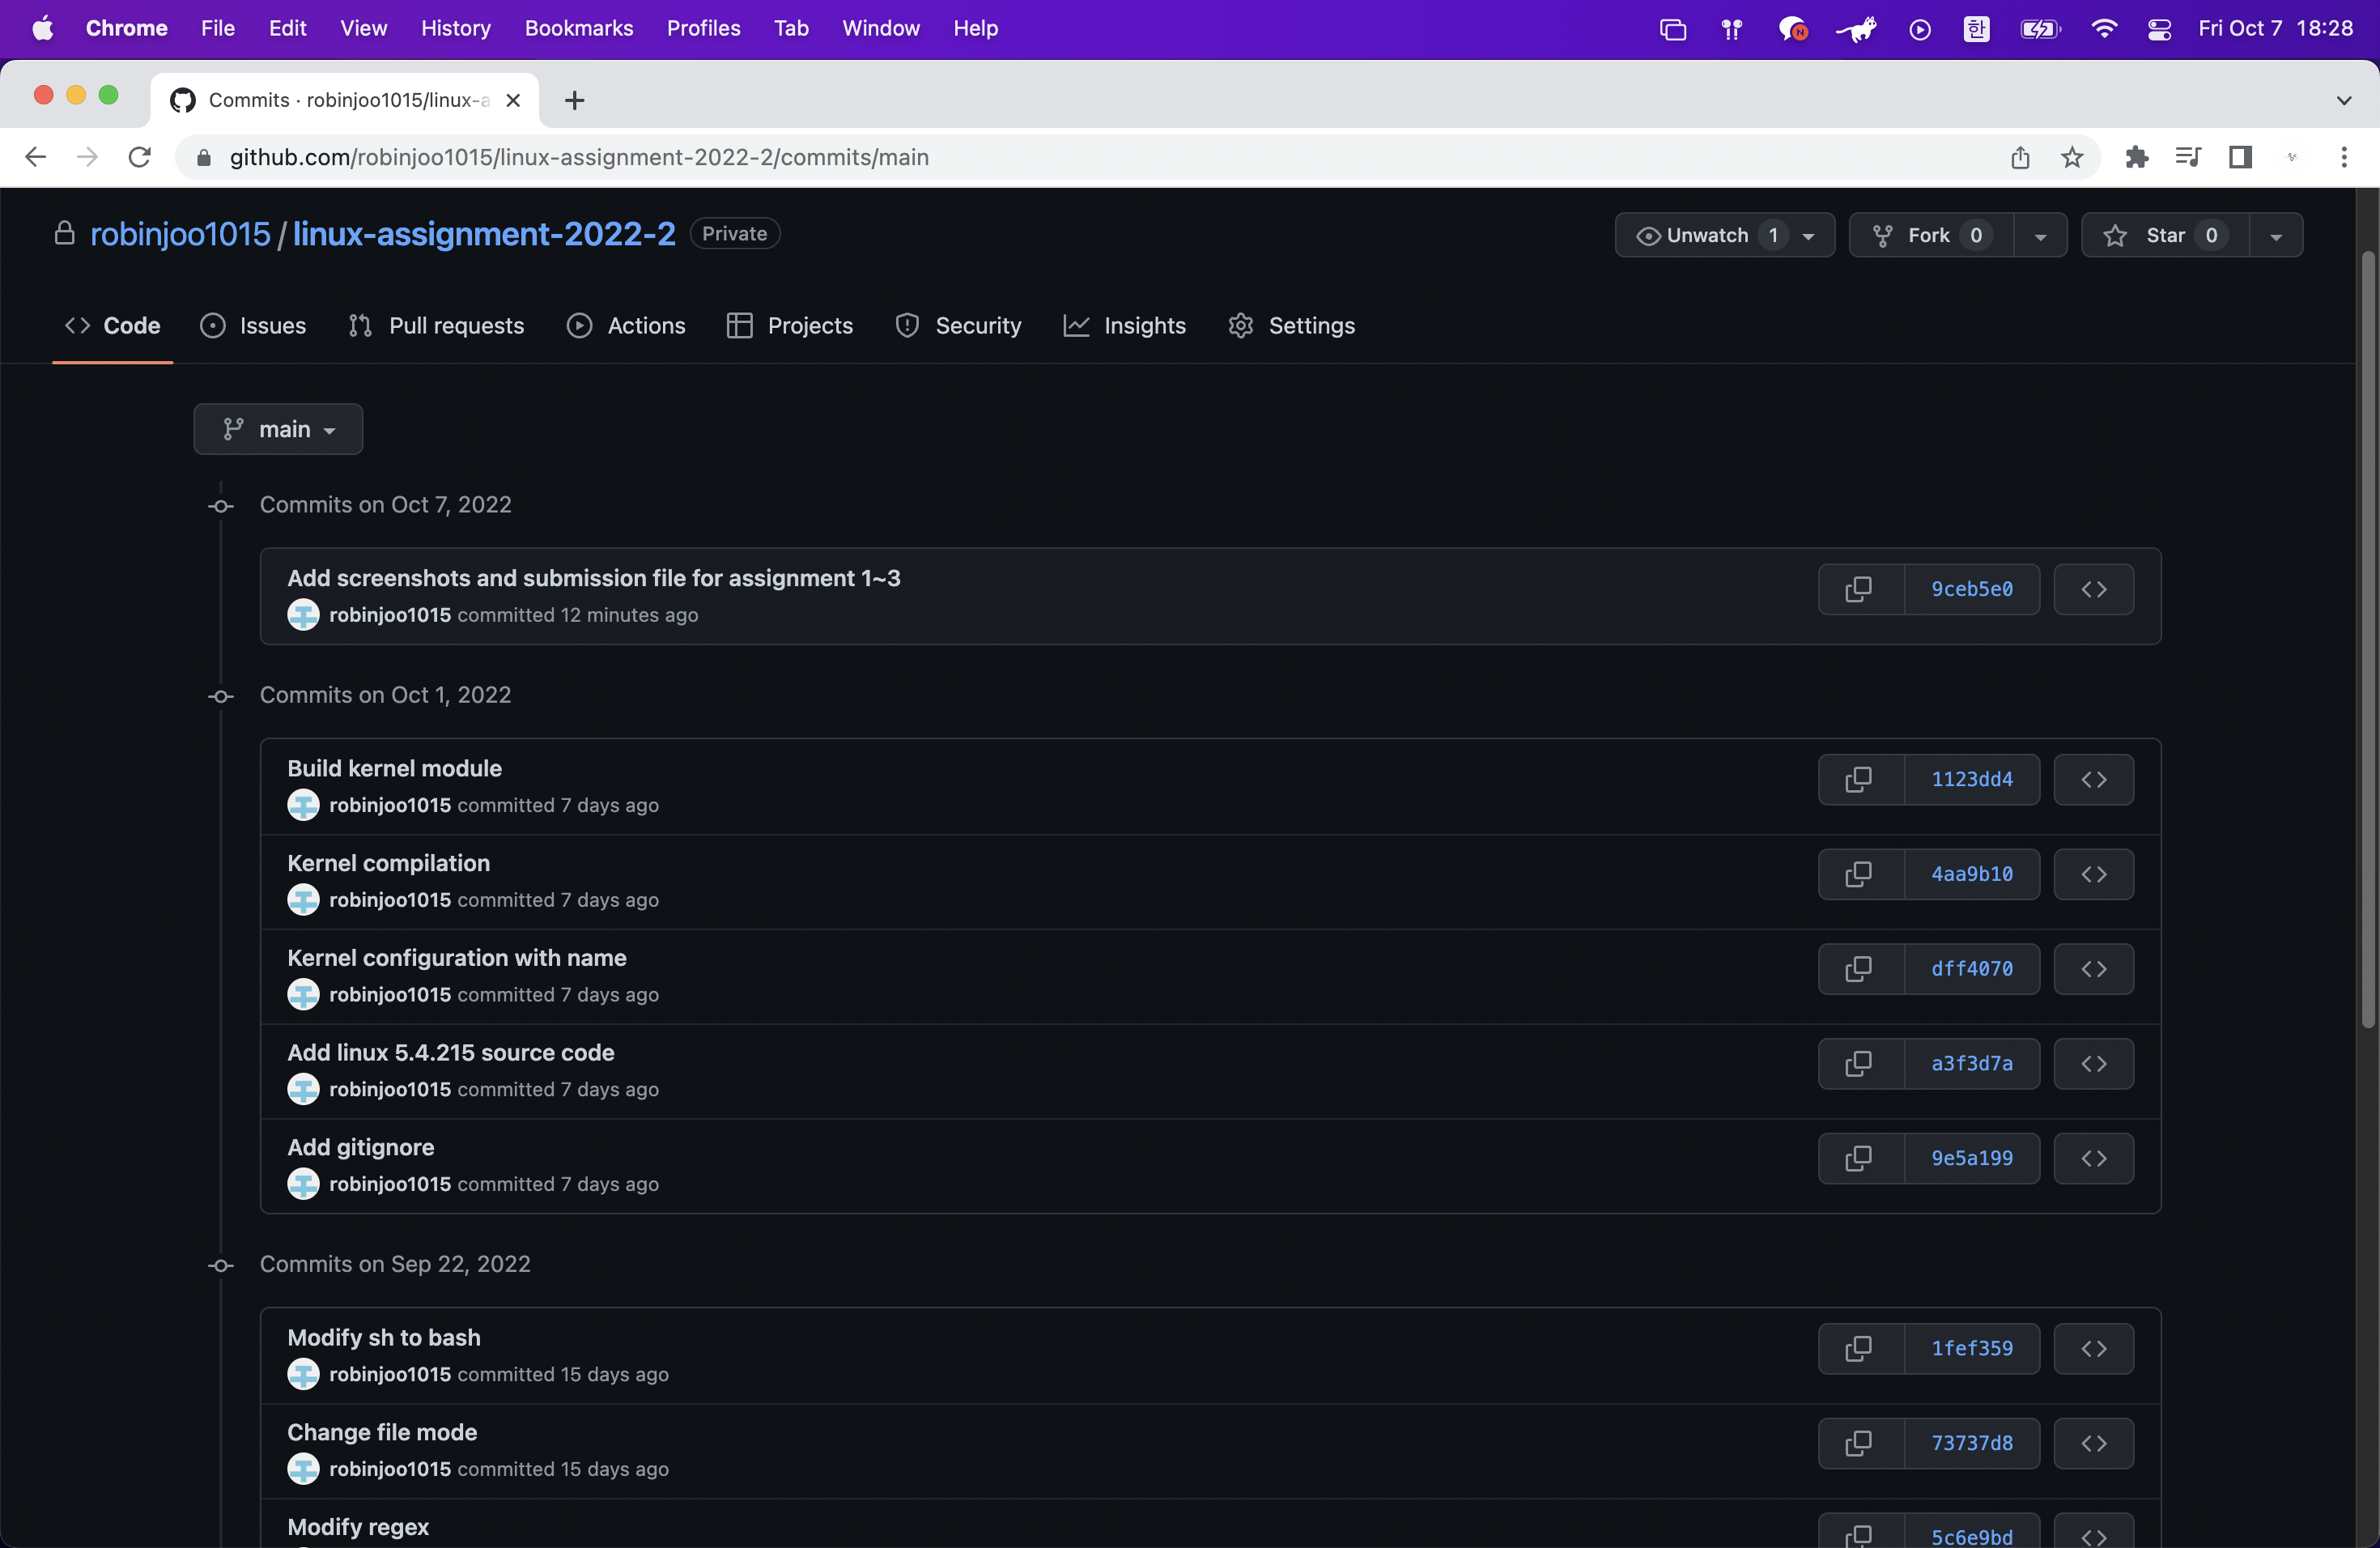 Chrome File Edit View History Bookmarks Profiles Tab Window Help N 한 Fri Oct 7 18:28
Commits · robinjoo1015/linux-a
github.com/robinjoo1015/linux-assignment-2022-2/commits/main
robinjoo1015/linux-assignment-2022-2 Private Unwatch 1 Fork 0 Star 0
Code Issues Pull requests Actions Projects Security Insights Settings
main
Commits on Oct 7, 2022
Add screenshots and submission file for assignment 1~3
9ceb5e0
robinjoo1015 committed 12 minutes ago
Commits on Oct 1, 2022
Build kernel module
1123dd4
robinjoo1015 committed 7 days ago
Kernel compilation
4aa9b10
robinjoo1015 committed 7 days ago
Kernel configuration with name
dff4070
robinjoo1015 committed 7 days ago
Add linux 5.4.215 source code
a3f3d7a
robinjoo1015 committed 7 days ago
Add gitignore
9e5a199
robinjoo1015 committed 7 days ago
Commits on Sep 22, 2022
Modify sh to bash
1fef359
robinjoo1015 committed 15 days ago
Change file mode
73737d8
robinjoo1015 committed 15 days ago
Modify regex
5c6e9bd